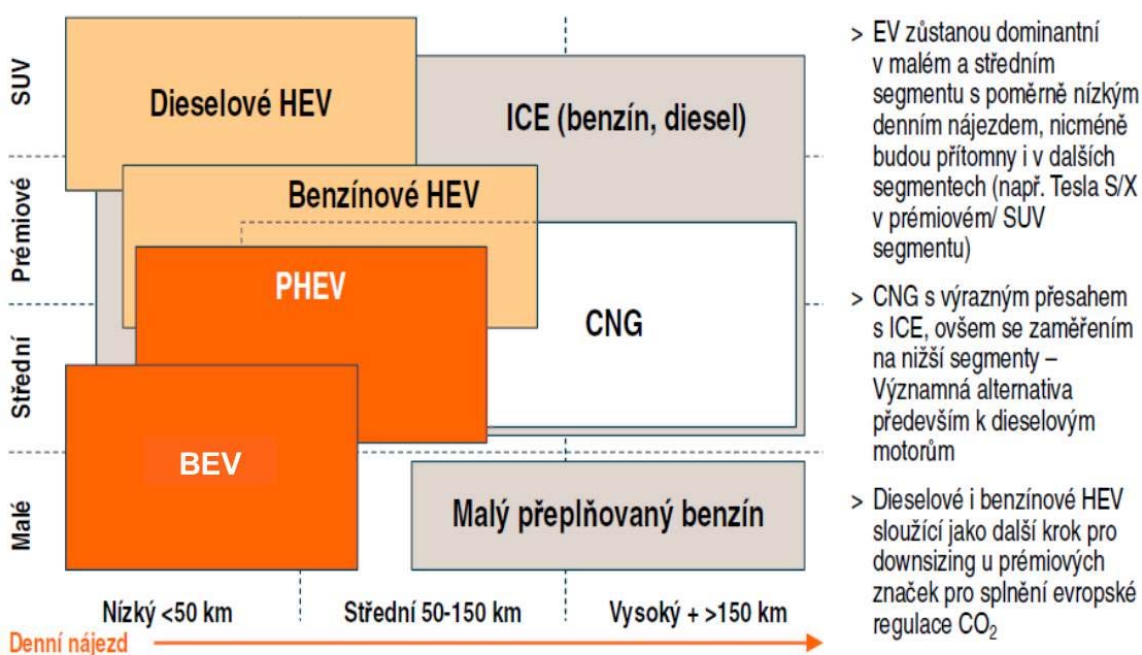 SUV
Prémiové
Střední
Malé
Dieselové HEV
ICE (benzín, diesel)
Benzínové HEV
PHEV
CNG
BEV
Malý přeplňovaný benzín
Nízký <50 km
Střední 50-150 km
Vysoký + >150 km
Denní nájezd
> EV zůstanou dominantní
v malém a středním
segmentu s poměrně nízkým
denním nájezdem, nicméně
budou přítomny i v dalších
segmentech (např. Tesla S/X
v prémiovém/ SUV
segmentu)
> CNG s výrazným přesahem
s ICE, ovšem se zaměřením
na nižší segmenty –
Významná alternativa
především k dieselovým
motorům
> Dieselové i benzínové HEV
sloužící jako další krok pro
downsizing u prémiových
značek pro splnění evropské
regulace CO₂